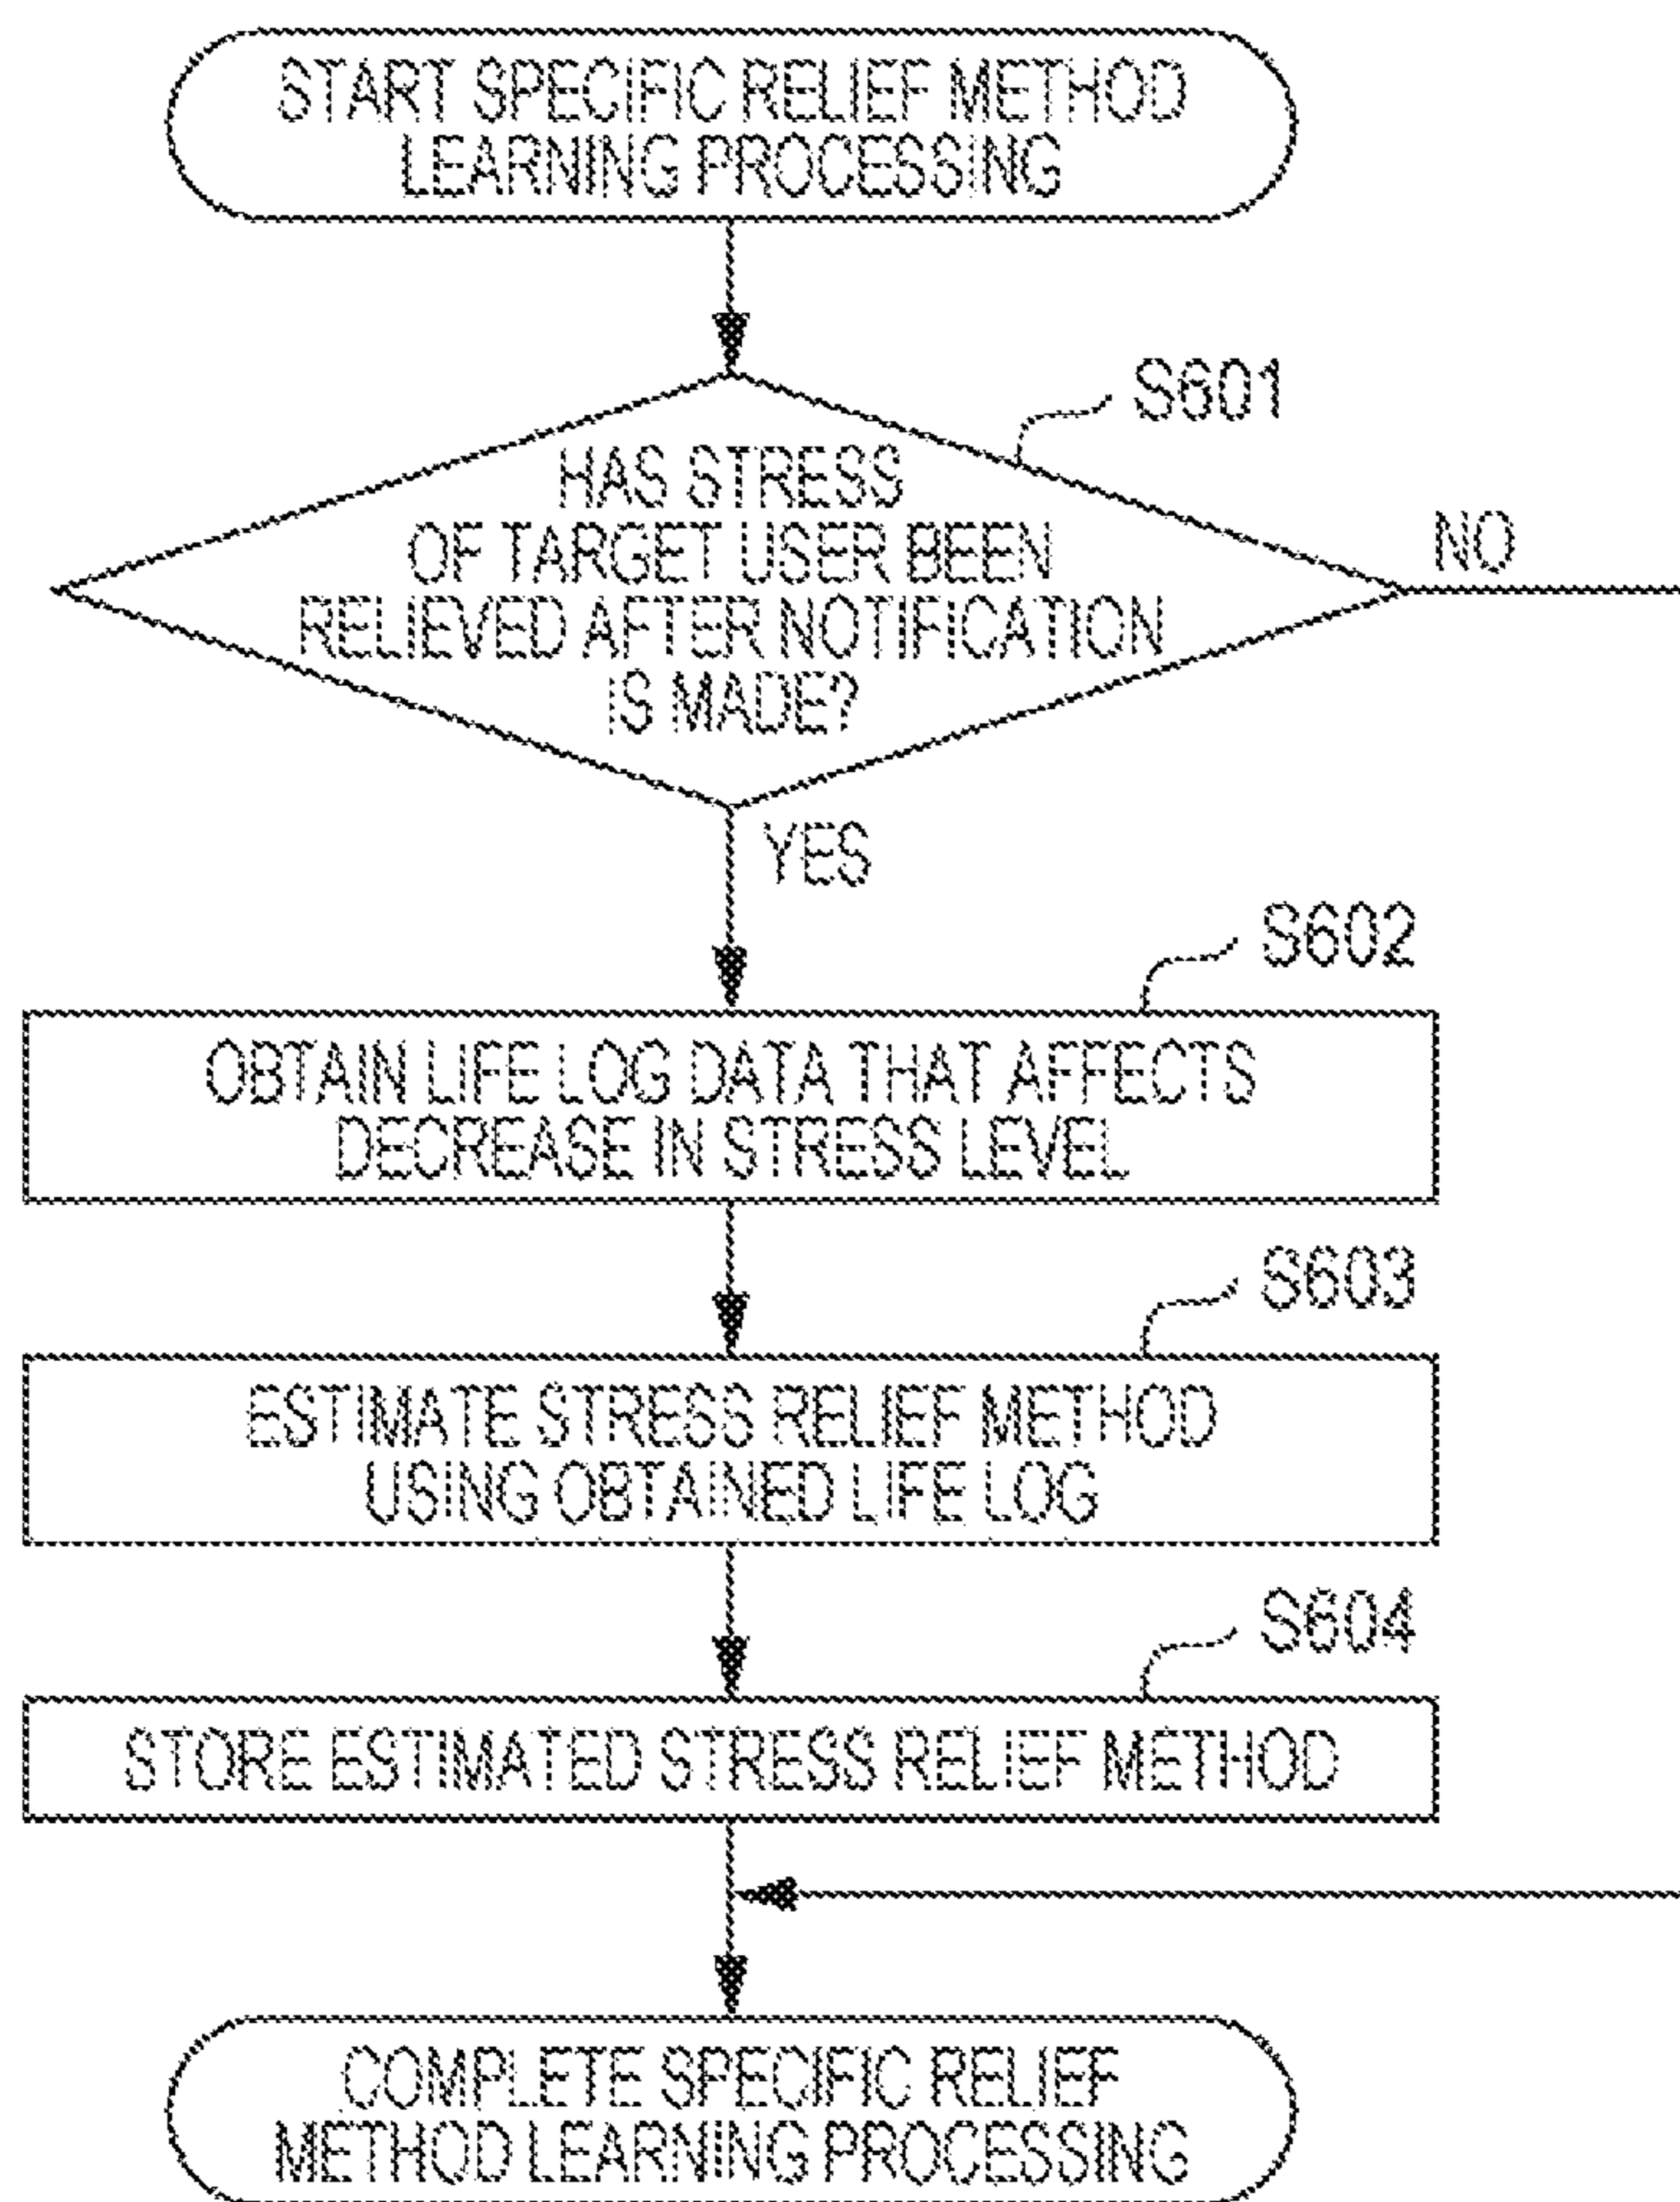 START SPECIFIC RELIEF METHOD
LEARNING PROCESSING
S601
HAS STRESS
OF TARGET USER BEEN
RELIEVED AFTER NOTIFICATION
IS MADE?
NO
YES
S602
OBTAIN LIFE LOG DATA THAT AFFECTS
DECREASE IN STRESS LEVEL
S603
ESTIMATE STRESS RELIEF METHOD
USING OBTAINED LIFE LOG
S604
STORE ESTIMATED STRESS RELIEF METHOD
COMPLETE SPECIFIC RELIEF
METHOD LEARNING PROCESSING